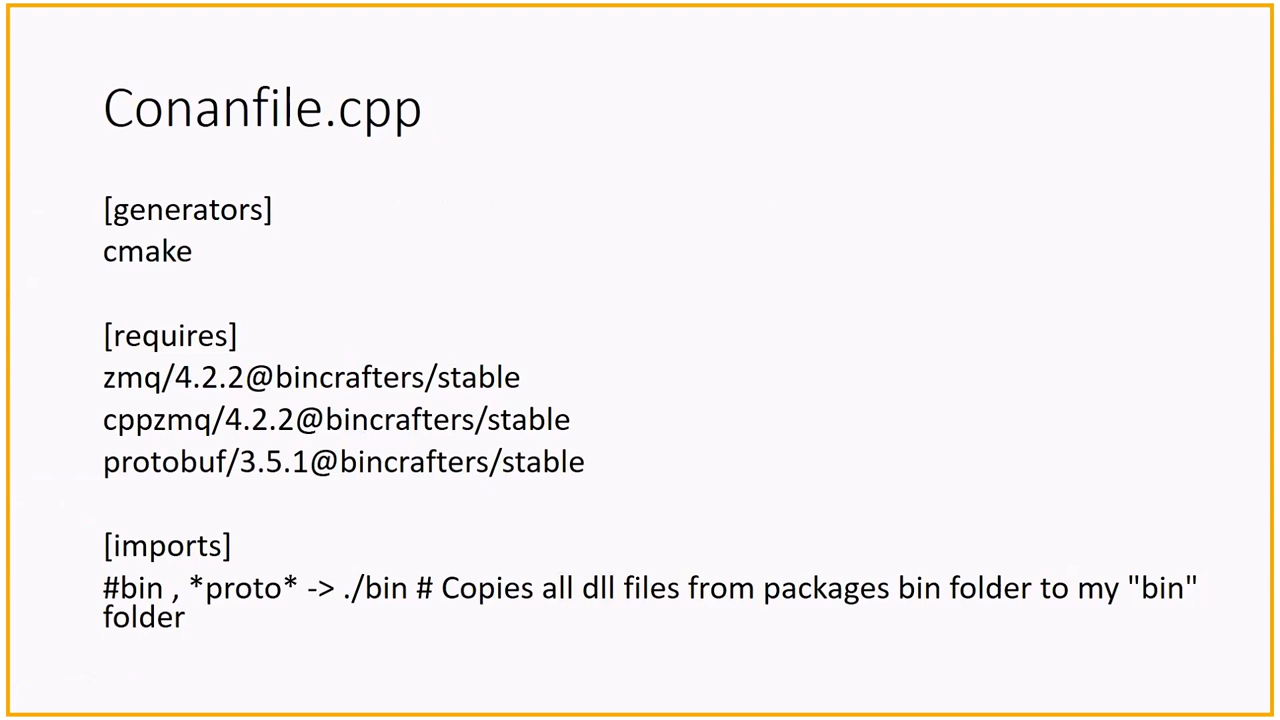 Conanfile.cpp
[generators]
cmake
[requires]
zmq/4.2.2@bincrafters/stable
cppzmq/4.2.2@bincrafters/stable
protobuf/3.5.1@bincrafters/stable
[imports]
#bin , *proto* -> ./bin # Copies all dll files from packages bin folder to my "bin"
folder